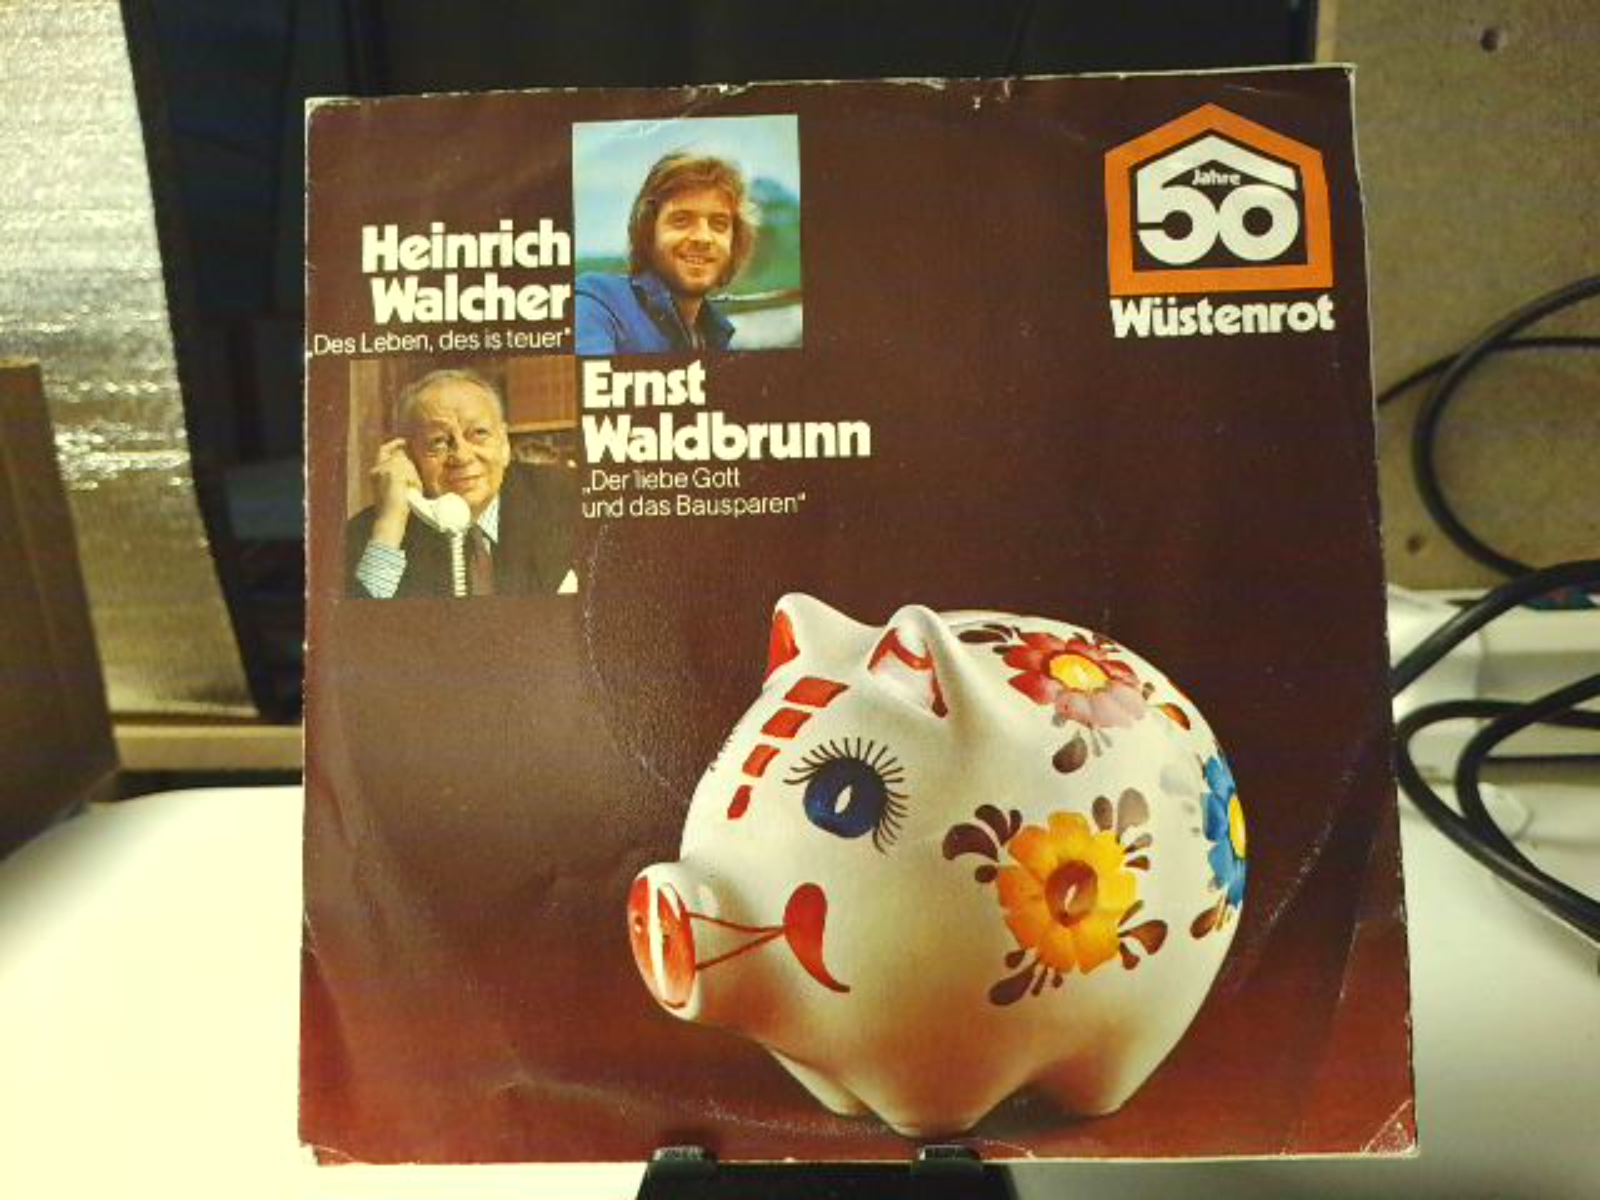 Heinrich
Walcher
„Des Leben, des is teuer"
Ernst
Waldbrunn
„Der liebe Gott
und das Bausparen"
Jahre
50
Wüstenrot